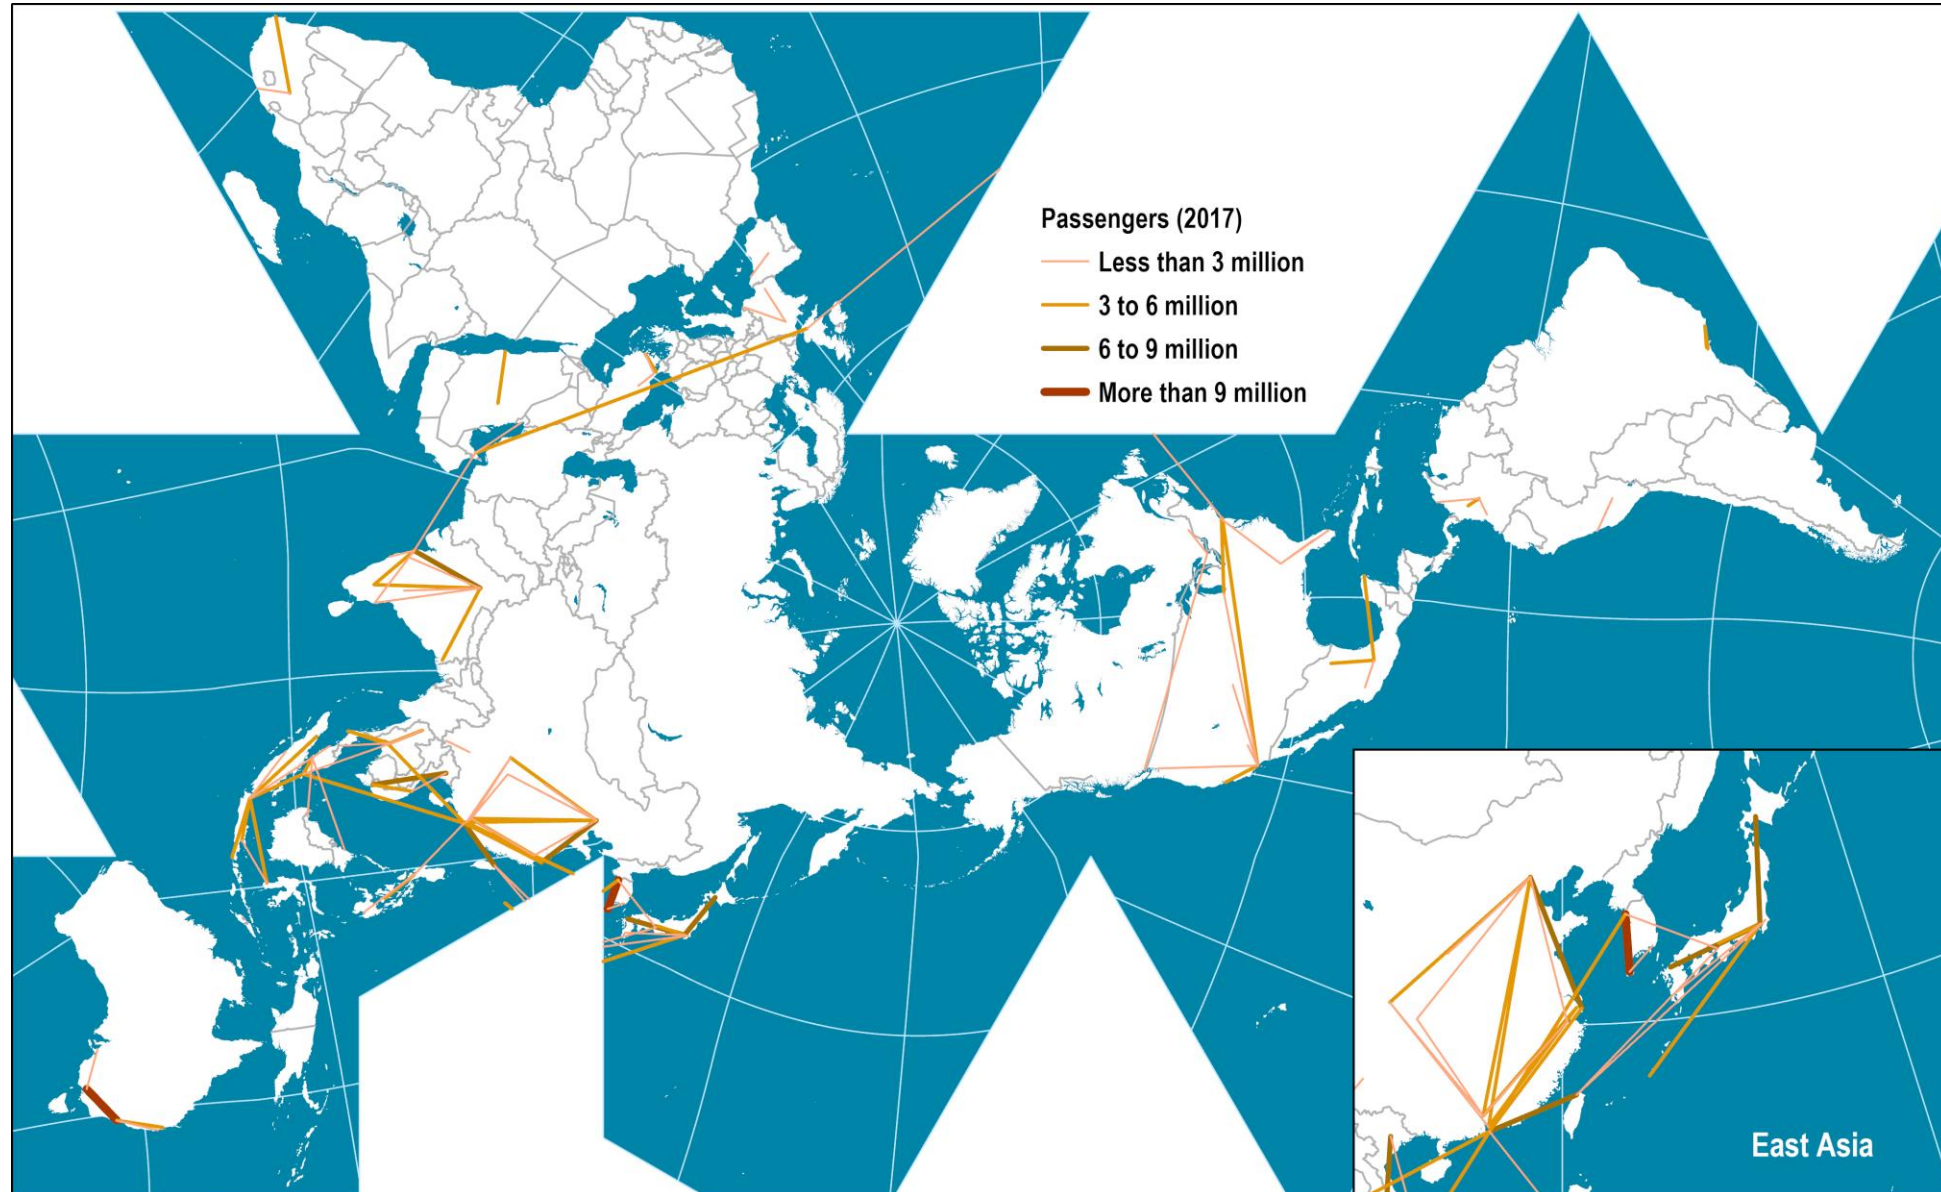 Passengers (2017)
Less than 3 million
3 to 6 million
6 to 9 million
More than 9 million
East Asia